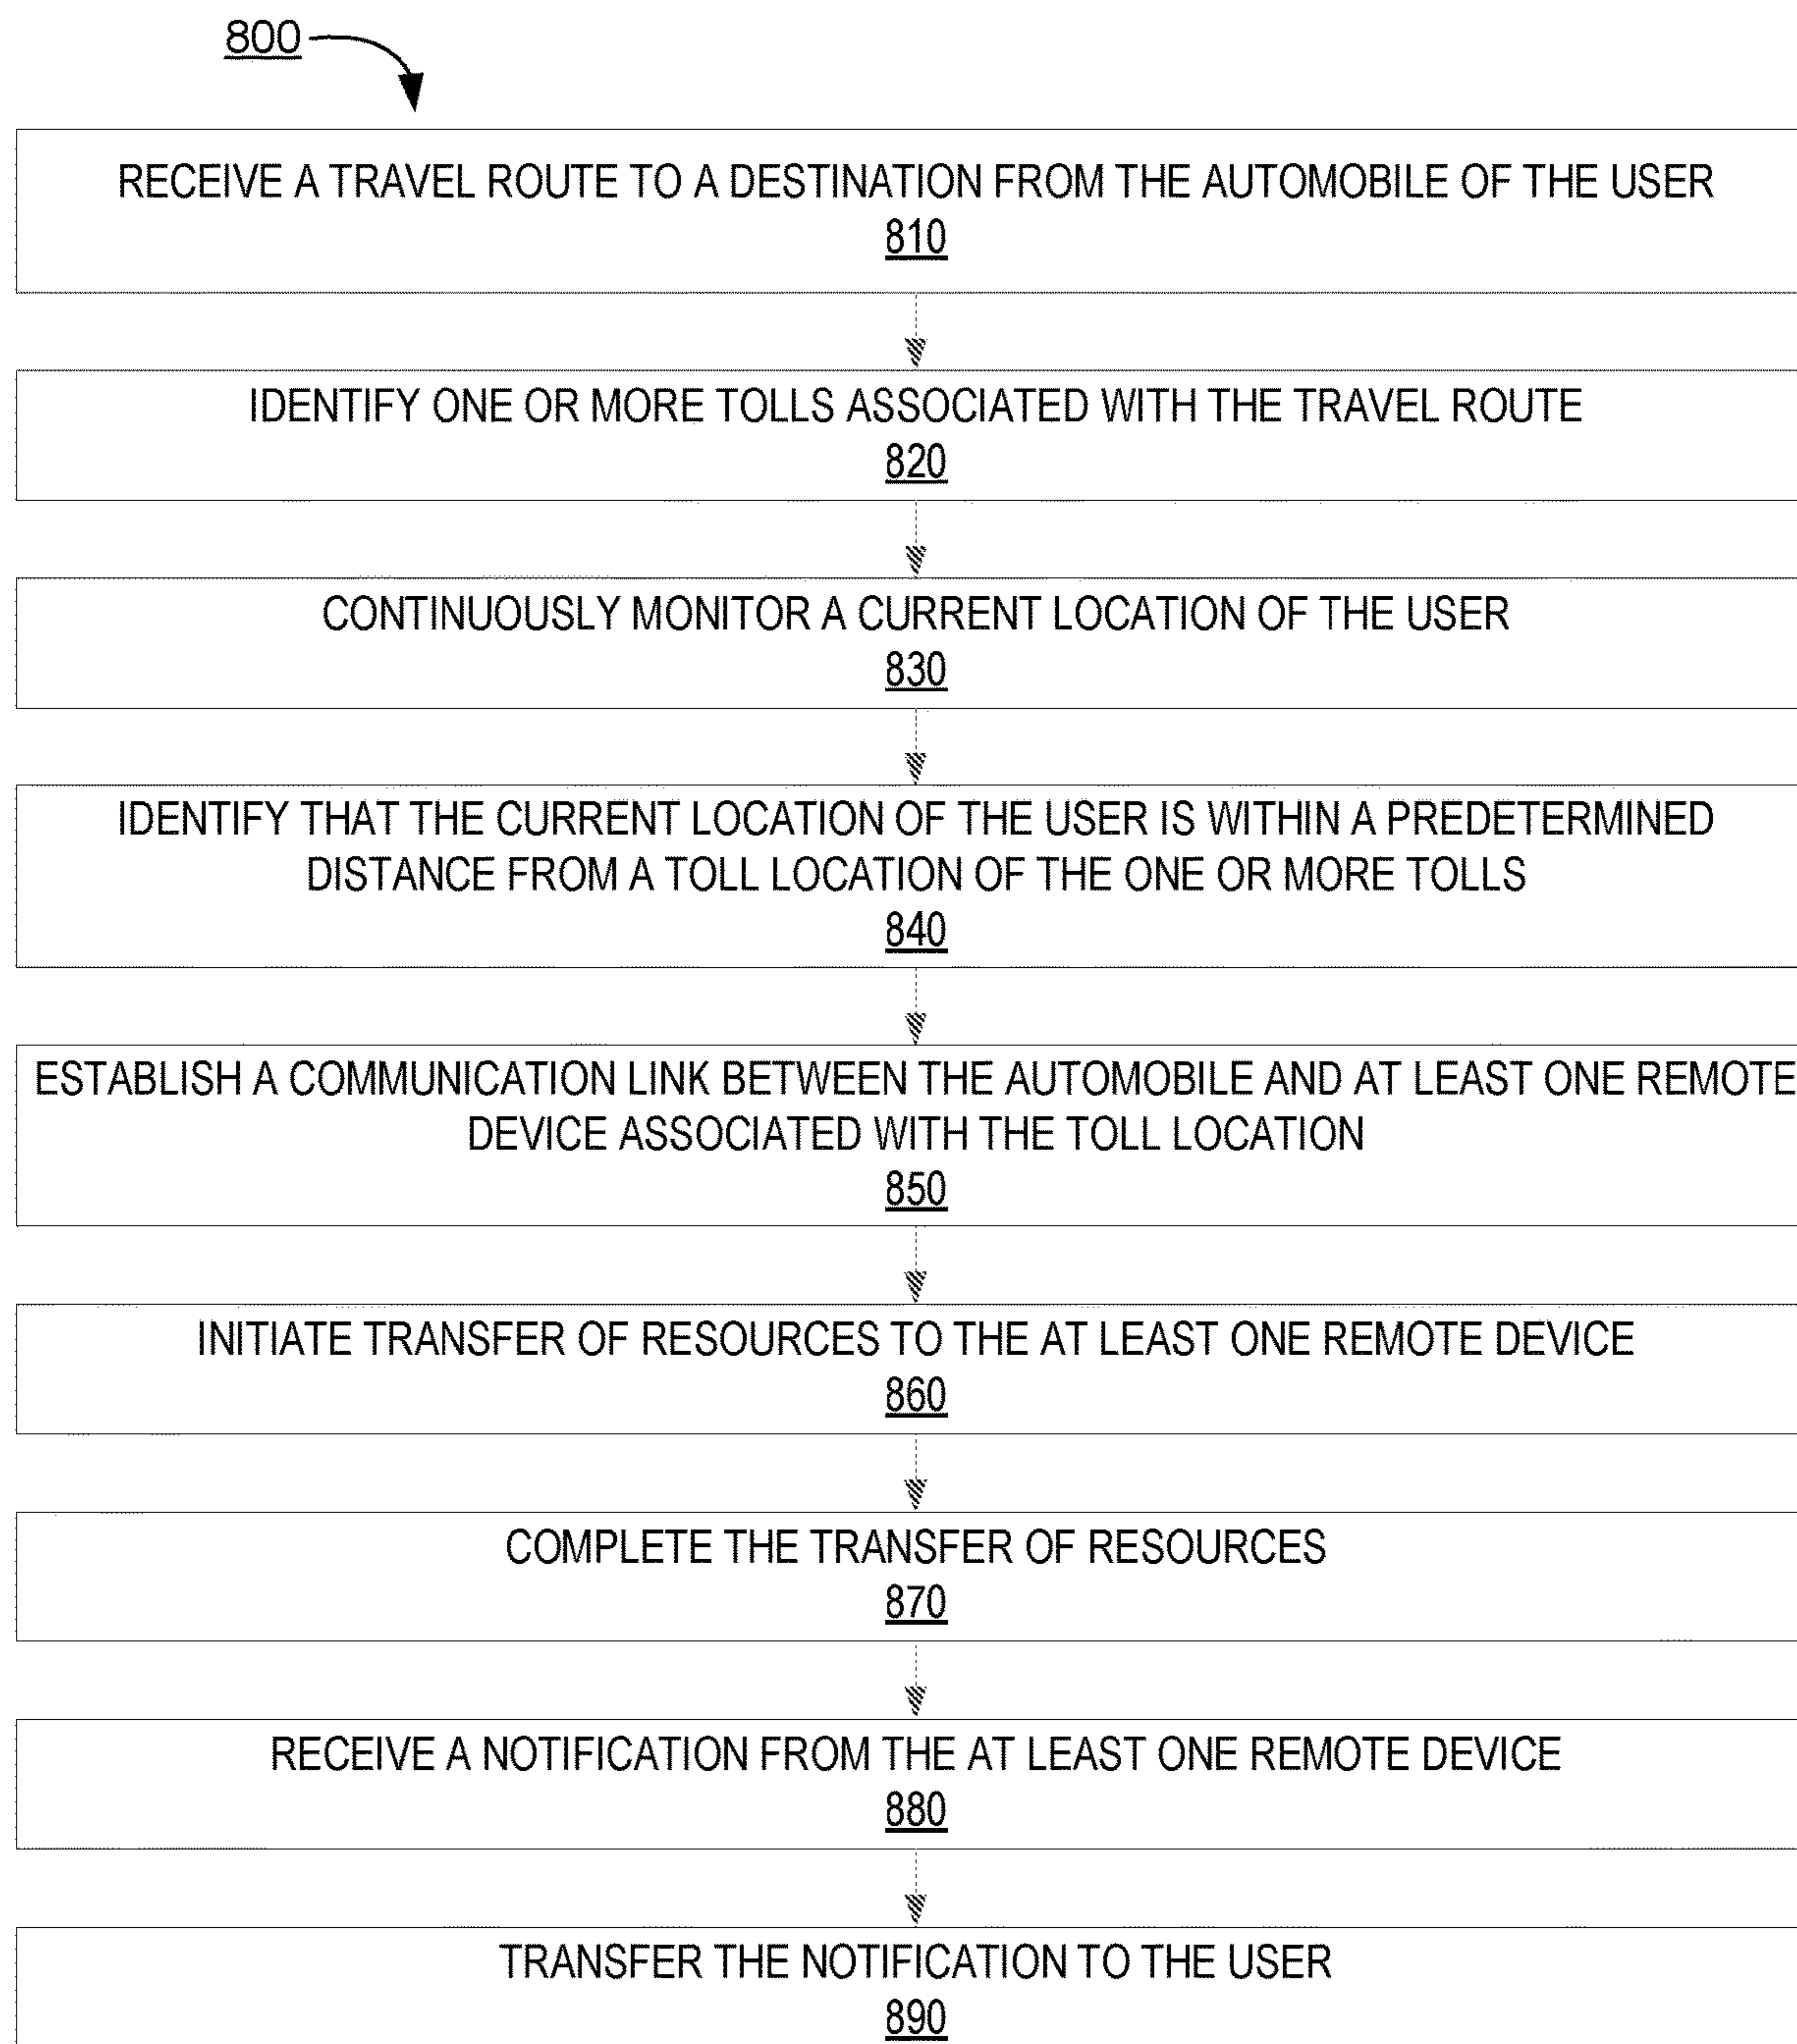 800
RECEIVE A TRAVEL ROUTE TO A DESTINATION FROM THE AUTOMOBILE OF THE USER
810
IDENTIFY ONE OR MORE TOLLS ASSOCIATED WITH THE TRAVEL ROUTE
820
CONTINUOUSLY MONITOR A CURRENT LOCATION OF THE USER
830
IDENTIFY THAT THE CURRENT LOCATION OF THE USER IS WITHIN A PREDETERMINED
DISTANCE FROM A TOLL LOCATION OF THE ONE OR MORE TOLLS
840
ESTABLISH A COMMUNICATION LINK BETWEEN THE AUTOMOBILE AND AT LEAST ONE REMOTE
DEVICE ASSOCIATED WITH THE TOLL LOCATION
850
INITIATE TRANSFER OF RESOURCES TO THE AT LEAST ONE REMOTE DEVICE
860
COMPLETE THE TRANSFER OF RESOURCES
870
RECEIVE A NOTIFICATION FROM THE AT LEAST ONE REMOTE DEVICE
880
TRANSFER THE NOTIFICATION TO THE USER
890